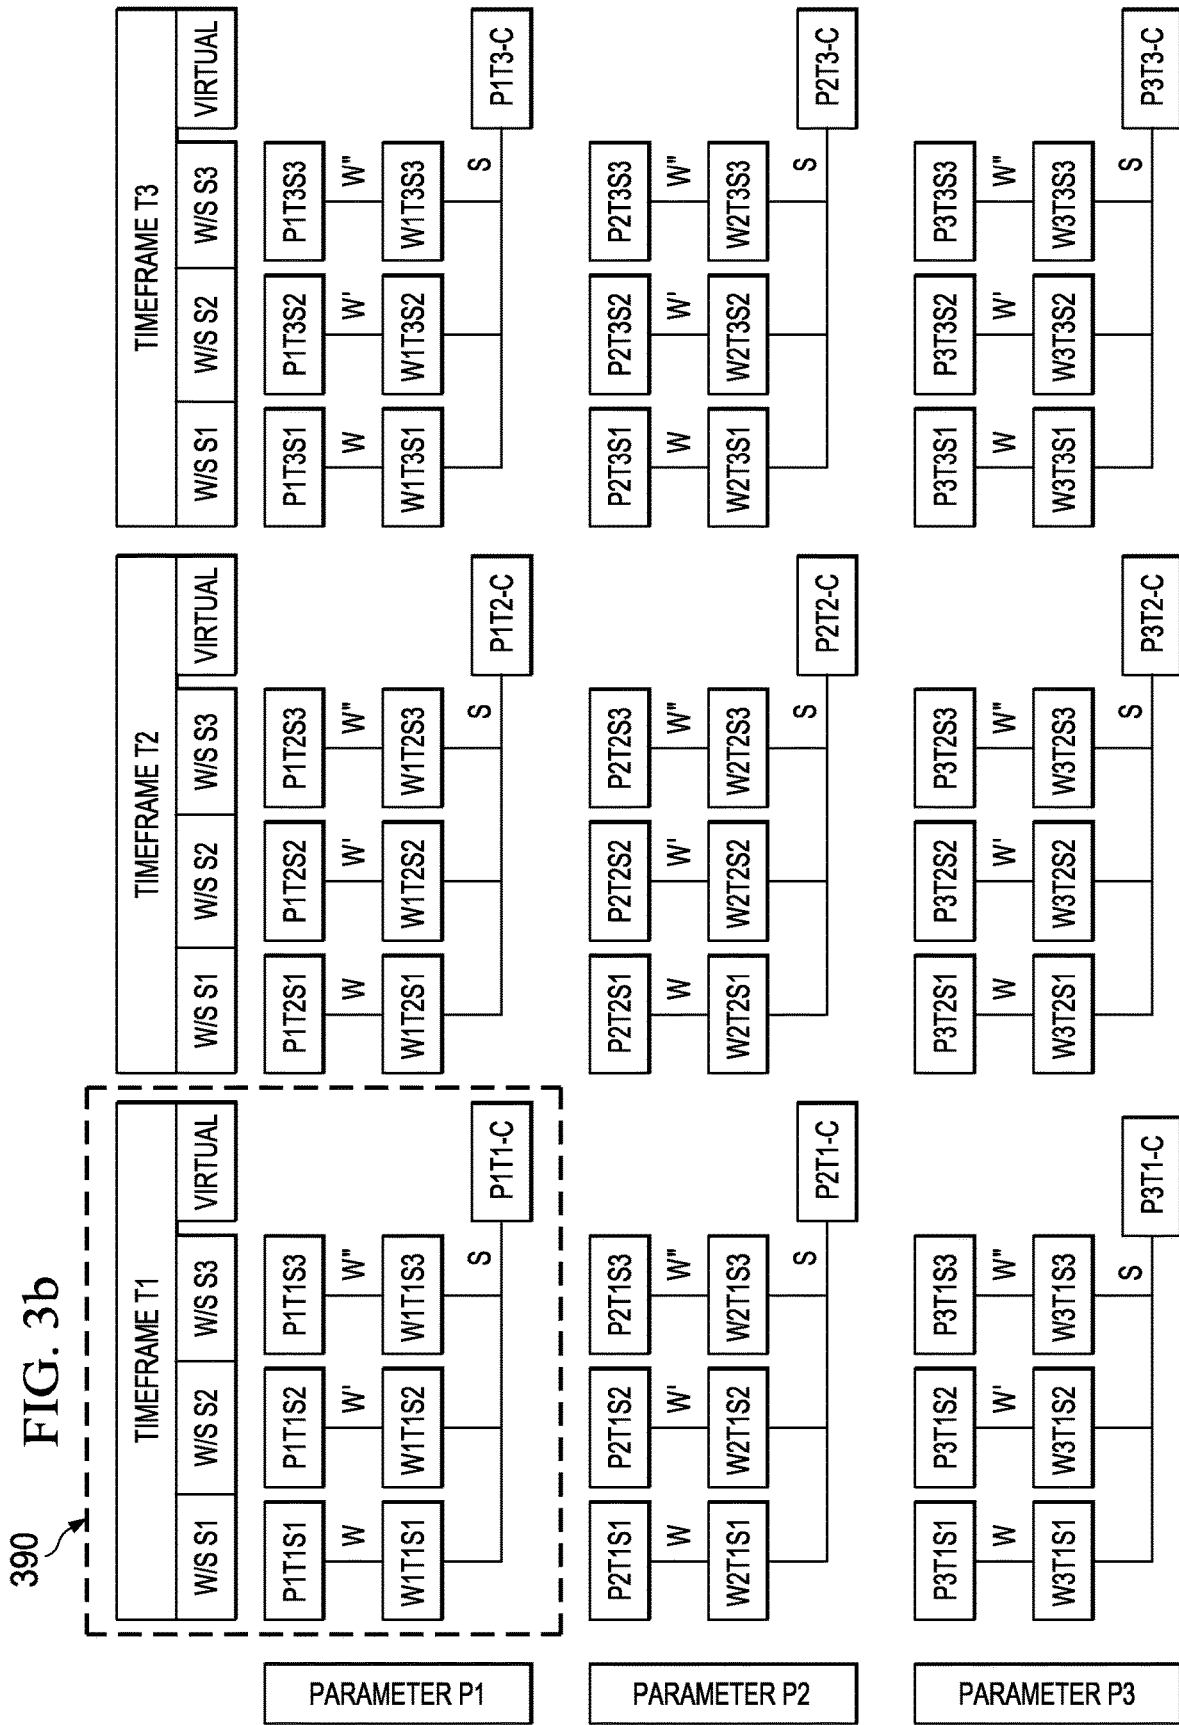 FIG. 3b
390
TIMEFRAME T1 TIMEFRAME T2 TIMEFRAME T3
W/S S1 W/S S2 W/S S3 VIRTUAL W/S S1 W/S S2 W/S S3 VIRTUAL W/S S1 W/S S2 W/S S3 VIRTUAL
PARAMETER P1
P1T1S1 P1T1S2 P1T1S3 P1T2S1 P1T2S2 P1T2S3 P1T3S1 P1T3S2 P1T3S3
W W' W" W W' W" W W' W"
W1T1S1 W1T1S2 W1T1S3 W1T2S1 W1T2S2 W1T2S3 W1T3S1 W1T3S2 W1T3S3
S P1T1-C S P1T2-C S P1T3-C
PARAMETER P2
P2T1S1 P2T1S2 P2T1S3 P2T2S1 P2T2S2 P2T2S3 P2T3S1 P2T3S2 P2T3S3
W W' W" W W' W" W W' W"
W2T1S1 W2T1S2 W2T1S3 W2T2S1 W2T2S2 W2T2S3 W2T3S1 W2T3S2 W2T3S3
S P2T1-C S P2T2-C S P2T3-C
PARAMETER P3
P3T1S1 P3T1S2 P3T1S3 P3T2S1 P3T2S2 P3T2S3 P3T3S1 P3T3S2 P3T3S3
W W' W" W W' W" W W' W"
W3T1S1 W3T1S2 W3T1S3 W3T2S1 W3T2S2 W3T2S3 W3T3S1 W3T3S2 W3T3S3
S P3T1-C S P3T2-C S P3T3-C